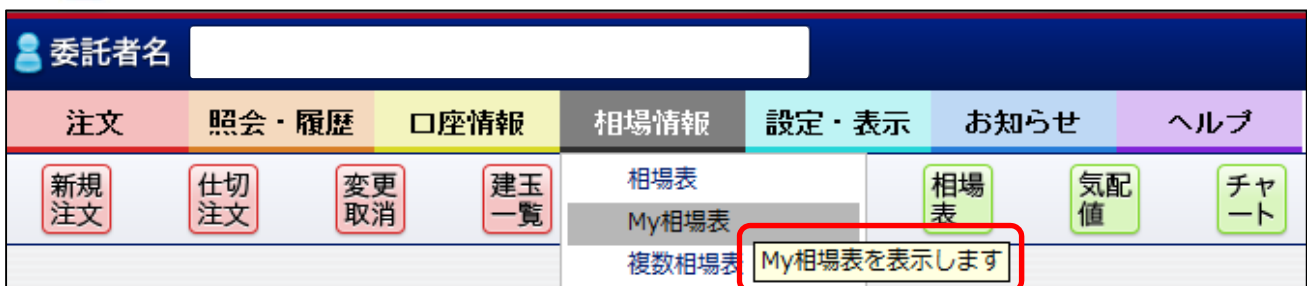 委託者名
注文 照会・履歴 口座情報 相場情報 設定・表示 お知らせ ヘルプ
新規
注文
仕切
注文
変更
取消
建玉
一覧
相場表
My相場表
複数相場表
My相場表を表示します
相場
表
気配
値
チャ
ート